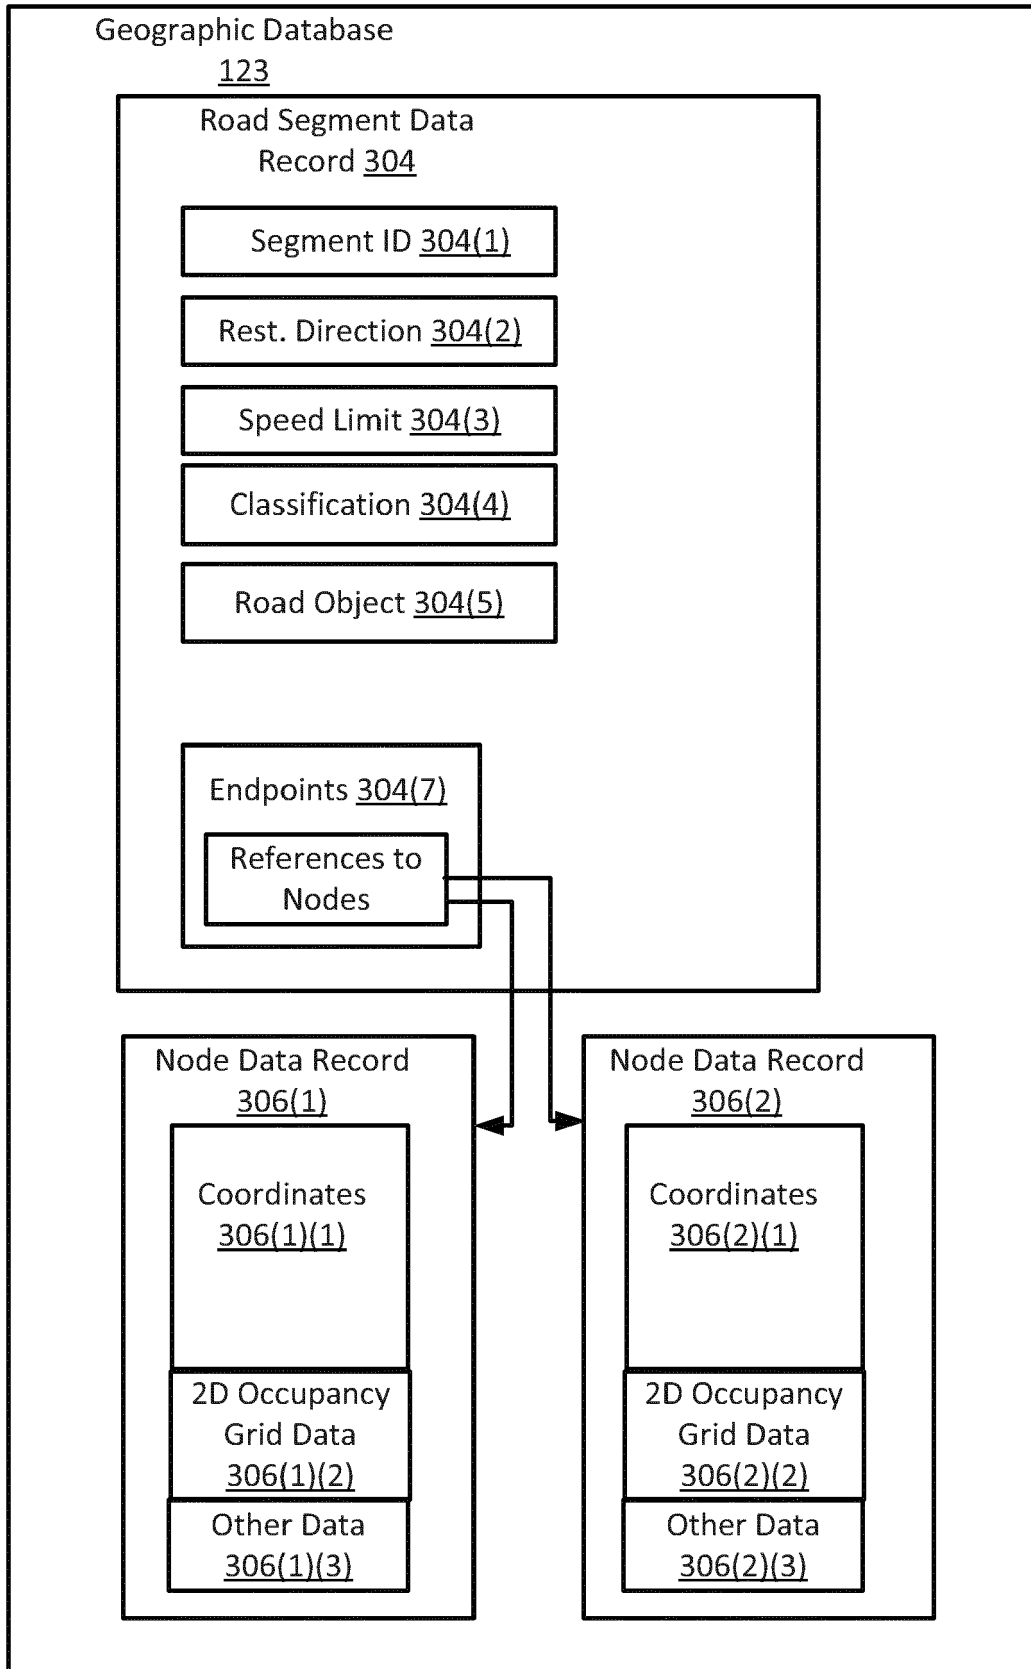 Geographic Database
123
Road Segment Data
Record 304
Segment ID 304(1)
Rest. Direction 304(2)
Speed Limit 304(3)
Classification 304(4)
Road Object 304(5)
Endpoints 304(7)
References to
Nodes
Node Data Record
306(1)
Coordinates
306(1)(1)
2D Occupancy
Grid Data
306(1)(2)
Other Data
306(1)(3)
Node Data Record
306(2)
Coordinates
306(2)(1)
2D Occupancy
Grid Data
306(2)(2)
Other Data
306(2)(3)